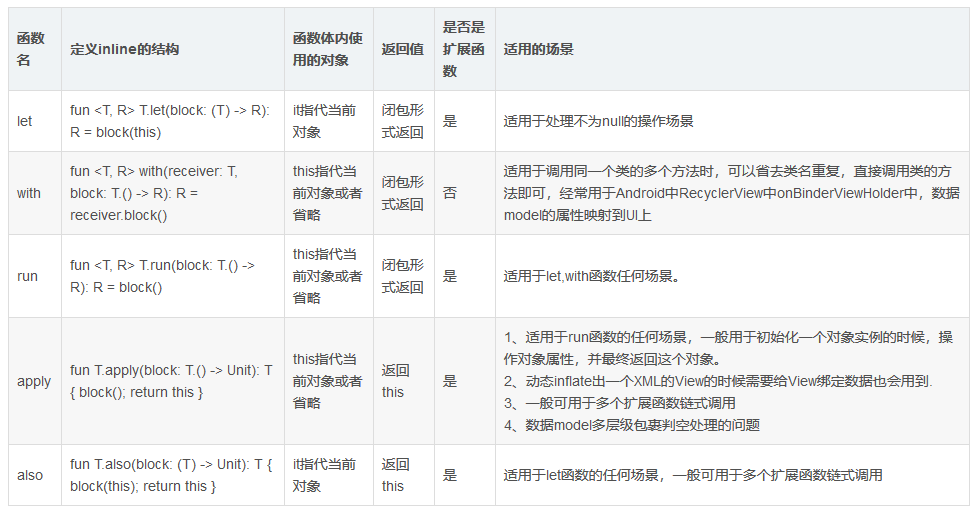 函数名
定义inline的结构
函数体内使用的对象
返回值
是否是扩展函数
适用的场景
let
fun <T, R> T.let(block: (T) -> R):
R = block(this)
it指代当前对象
闭包形式返回
是
适用于处理不为null的操作场景
with
fun <T, R> with(receiver: T,
block: T.() -> R): R =
receiver.block()
this指代当前对象或者省略
闭包形式返回
否
适用于调用同一个类的多个方法时，可以省去类名重复，直接调用类的
方法即可，经常用于Android中RecyclerView中onBinderViewHolder中，数据
model的属性映射到UI上
run
fun <T, R> T.run(block: T.() ->
R): R = block()
this指代当前对象或者省略
闭包形式返回
是
适用于let,with函数任何场景。
apply
fun T.apply(block: T.() -> Unit): T
{ block(); return this }
this指代当前对象或者省略
返回this
是
1、适用于run函数的任何场景，一般用于初始化一个对象实例的时候，操
作对象属性，并最终返回这个对象。
2、动态inflate出一个XML的View的时候需要给View绑定数据也会用到.
3、一般可用于多个扩展函数链式调用
4、数据model多层级包裹判空处理的问题
also
fun T.also(block: (T) -> Unit): T {
block(this); return this }
it指代当前对象
返回this
是
适用于let函数的任何场景，一般可用于多个扩展函数链式调用